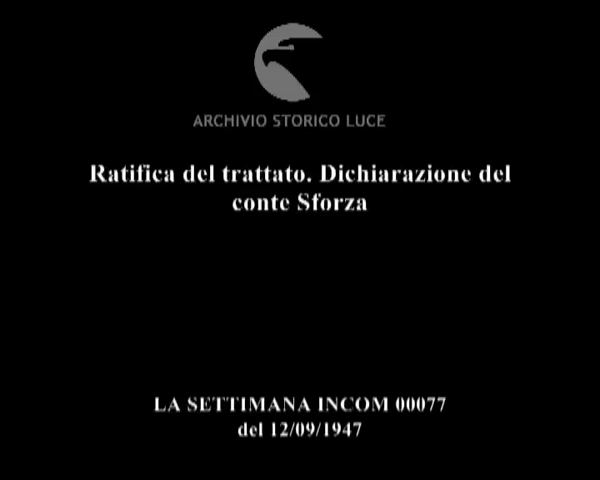 ARCHIVIO STORICO LUCE
Ratifica del trattato. Dichiarazione del
conte Sforza
LA SETTIMANA INCOM 00077
del 12/09/1947